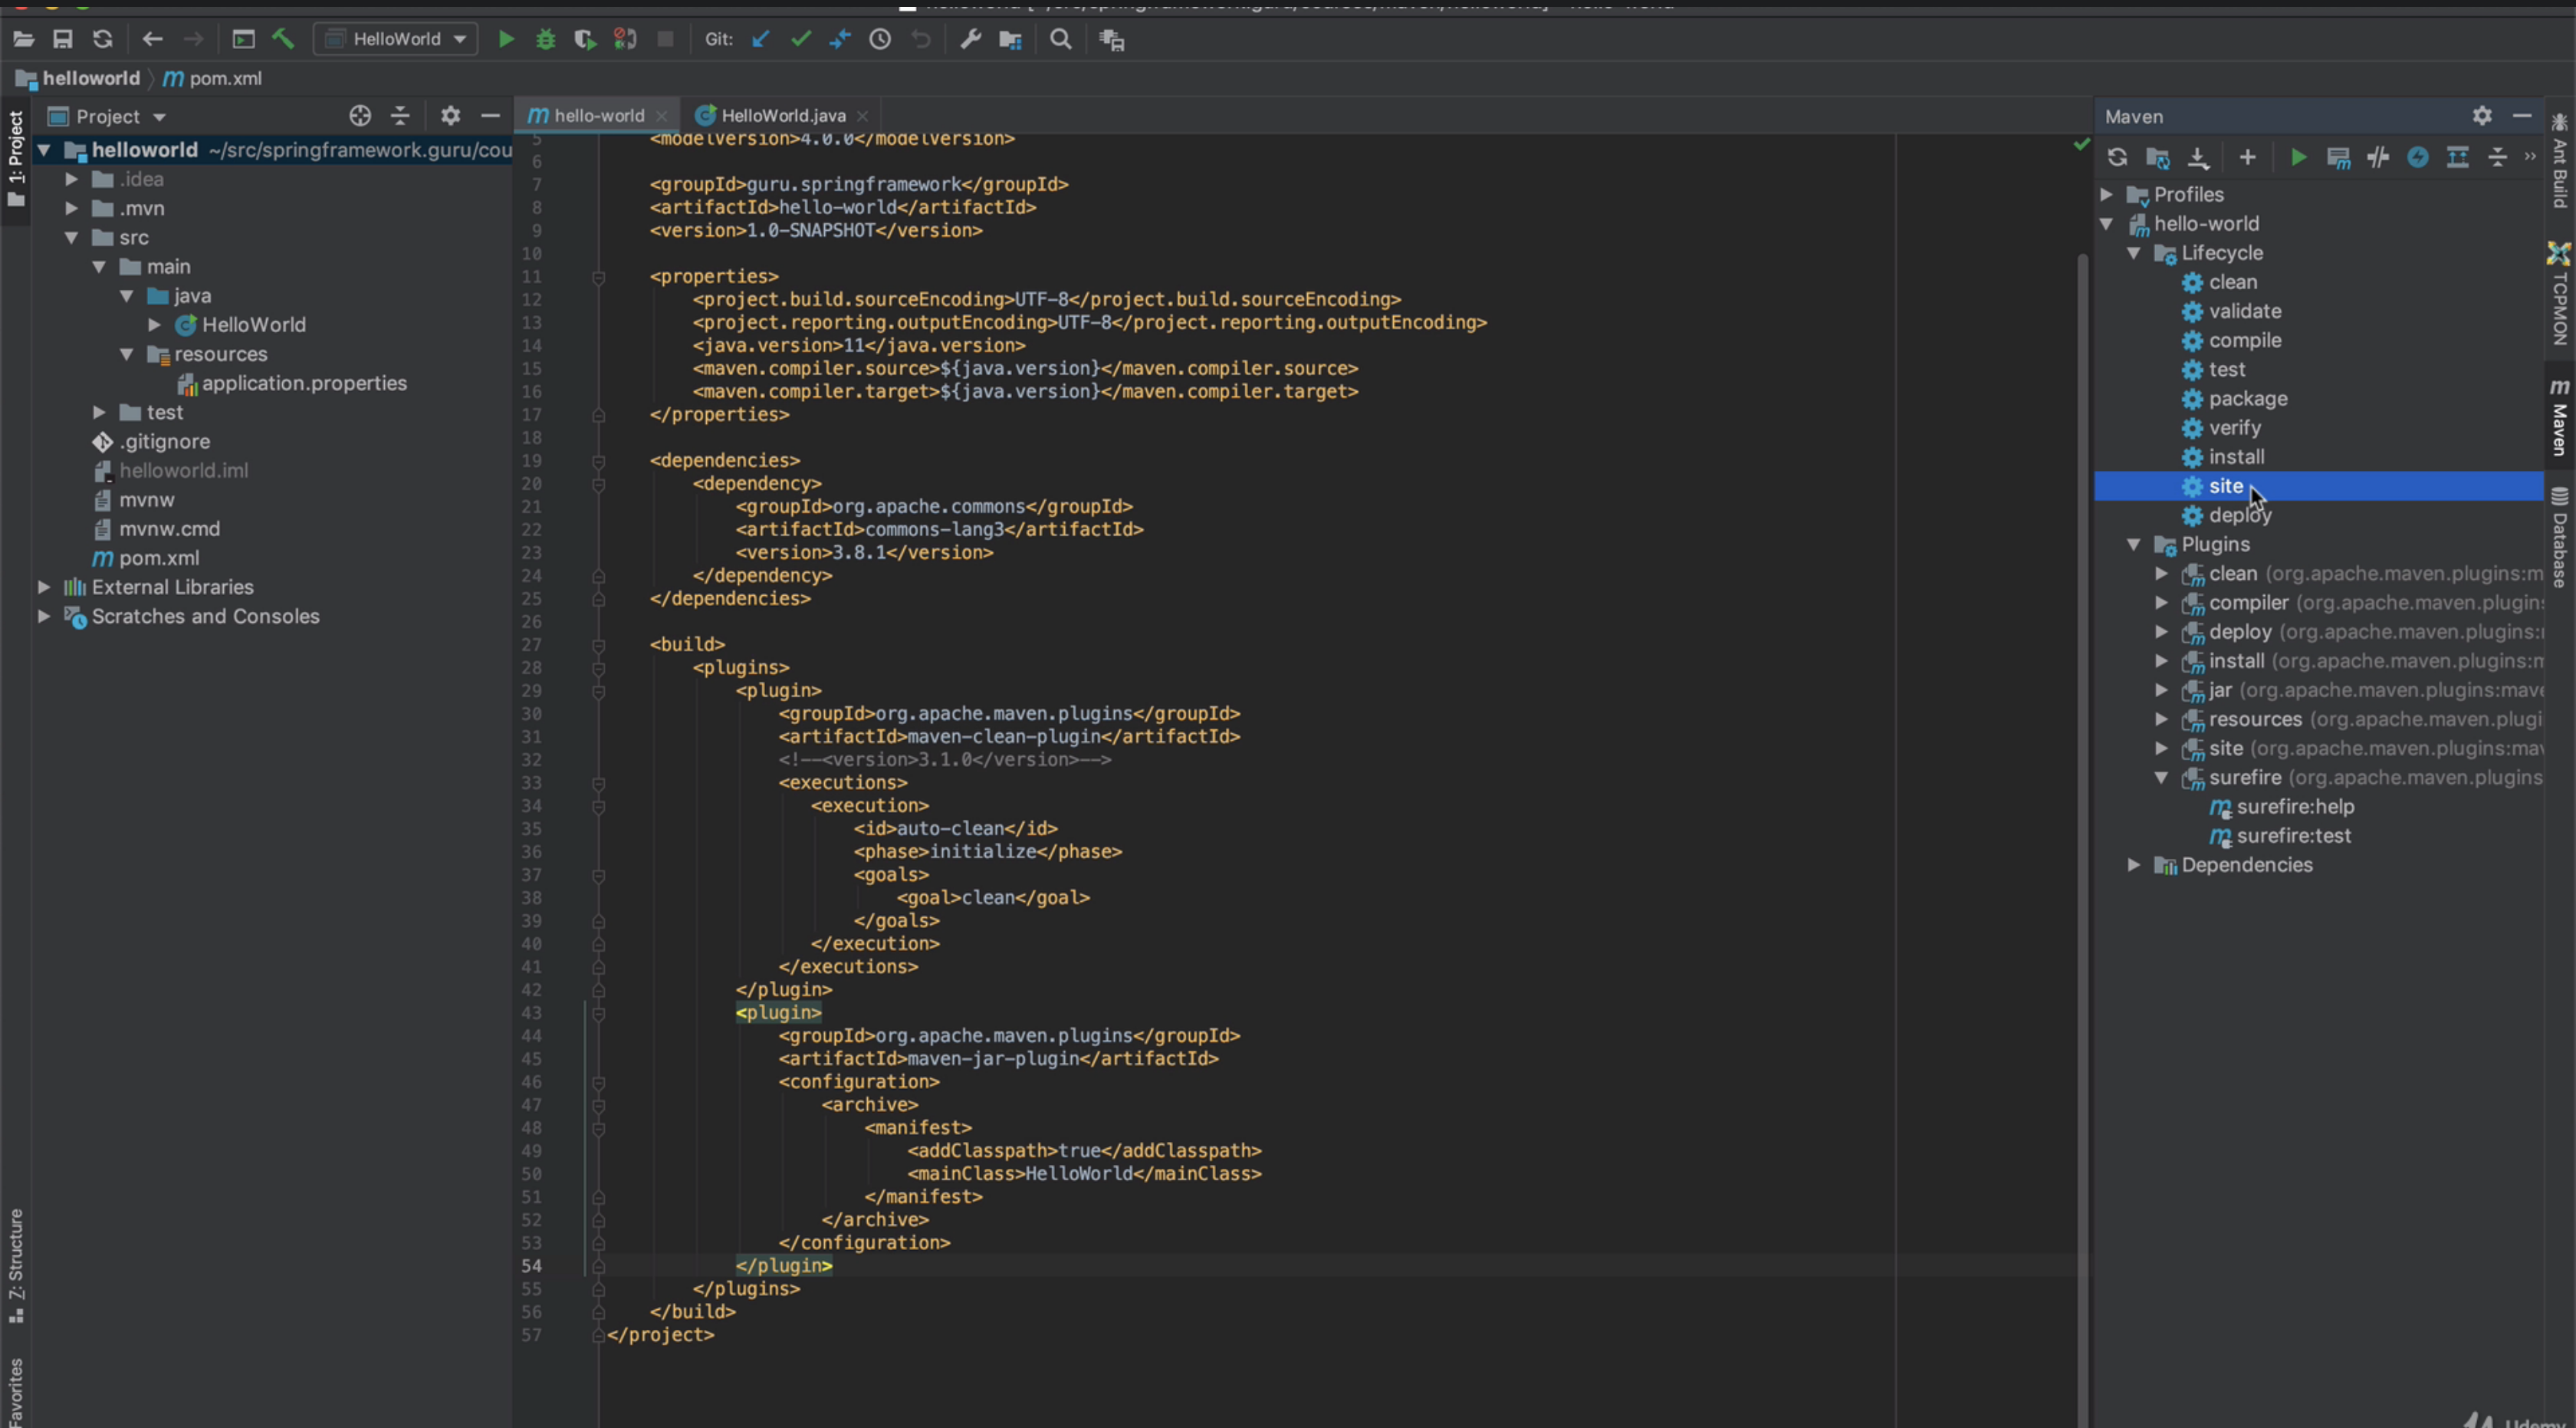 HelloWorld
Git:
helloworld
pom.xml
1: Project
Project
helloworld ~/src/springframework.guru/cou
.idea
.mvn
src
main
java
HelloWorld
resources
application.properties
test
.gitignore
helloworld.iml
mvnw
mvnw.cmd
pom.xml
External Libraries
Scratches and Consoles
Z: Structure
Favorites
hello-world
HelloWorld.java
5 <modelVersion>4.0.0</modelVersion>
6
7 <groupId>guru.springframework</groupId>
8 <artifactId>hello-world</artifactId>
9 <version>1.0-SNAPSHOT</version>
10
11 <properties>
12 <project.build.sourceEncoding>UTF-8</project.build.sourceEncoding>
13 <project.reporting.outputEncoding>UTF-8</project.reporting.outputEncoding>
14 <java.version>11</java.version>
15 <maven.compiler.source>${java.version}</maven.compiler.source>
16 <maven.compiler.target>${java.version}</maven.compiler.target>
17 </properties>
18
19 <dependencies>
20 <dependency>
21 <groupId>org.apache.commons</groupId>
22 <artifactId>commons-lang3</artifactId>
23 <version>3.8.1</version>
24 </dependency>
25 </dependencies>
26
27 <build>
28 <plugins>
29 <plugin>
30 <groupId>org.apache.maven.plugins</groupId>
31 <artifactId>maven-clean-plugin</artifactId>
32 <!--<version>3.1.0</version>-->
33 <executions>
34 <execution>
35 <id>auto-clean</id>
36 <phase>initialize</phase>
37 <goals>
38 <goal>clean</goal>
39 </goals>
40 </execution>
41 </executions>
42 </plugin>
43 <plugin>
44 <groupId>org.apache.maven.plugins</groupId>
45 <artifactId>maven-jar-plugin</artifactId>
46 <configuration>
47 <archive>
48 <manifest>
49 <addClasspath>true</addClasspath>
50 <mainClass>HelloWorld</mainClass>
51 </manifest>
52 </archive>
53 </configuration>
54 </plugin>
55 </plugins>
56 </build>
57 </project>
Maven
Profiles
hello-world
Lifecycle
clean
validate
compile
test
package
verify
install
site
deploy
Plugins
clean (org.apache.maven.plugins:m
compiler (org.apache.maven.plugin
deploy (org.apache.maven.plugins:
install (org.apache.maven.plugins:m
jar (org.apache.maven.plugins:mave
resources (org.apache.maven.plugi
site (org.apache.maven.plugins:mav
surefire (org.apache.maven.plugins
surefire:help
surefire:test
Dependencies
Ant Build
TCPMON
Maven
Database